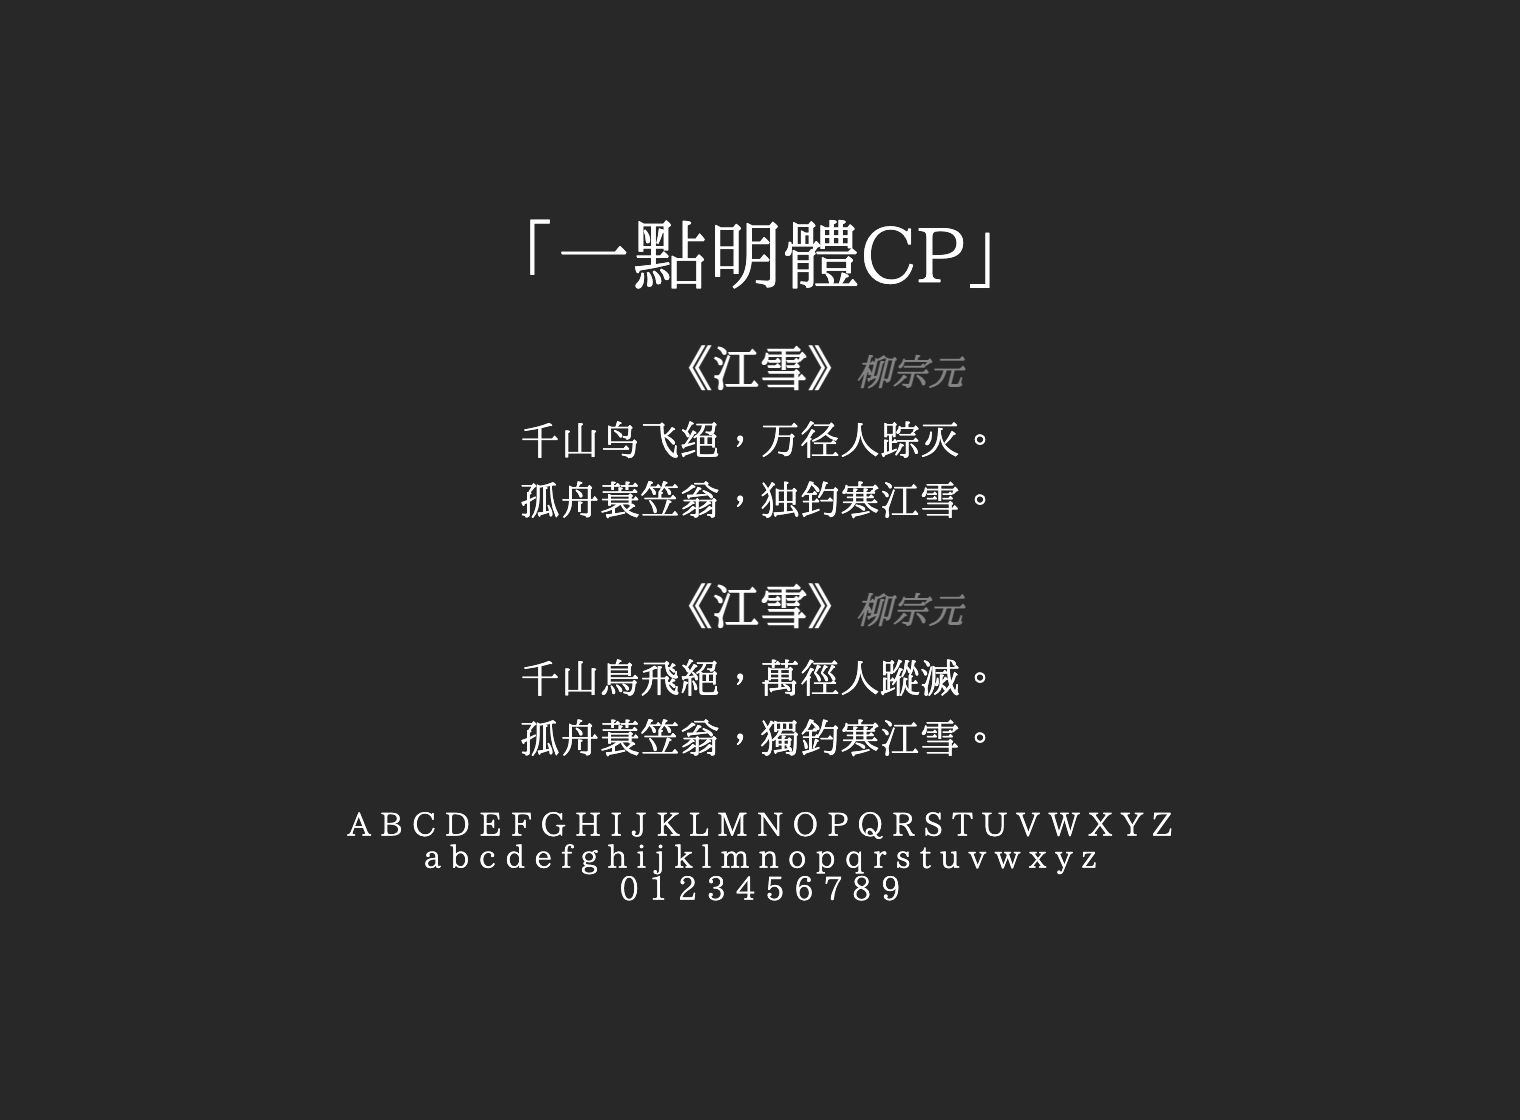 「一點明體CP」
《江雪》 柳宗元
千山鸟飞絕，万径人踪灭。
孤舟蓑笠翁，独釣寒江雪。
《江雪》 柳宗元
千山鳥飛絕，萬徑人蹤滅。
孤舟蓑笠翁，獨釣寒江雪。
A B C D E F G H I J K L M N O P Q R S T U V W X Y Z
a b c d e f g h i j k l m n o p q r s t u v w x y z
0 1 2 3 4 5 6 7 8 9